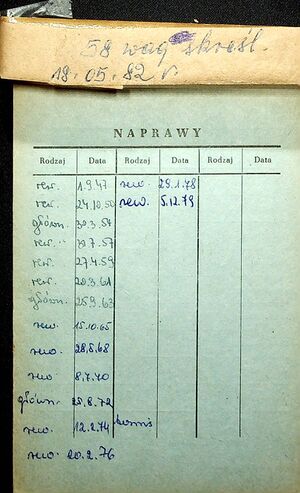 58 wag skreśl.
19.05.82 r
NAPRAWY
Rodzaj Data Rodzaj Data Rodzaj Data
rew. 1.9.47 rew. 29.1.78
rew. 24.10.50 rew. 5.12.79
główn. 30.3.54
rew. 10.7.57
rew. 27.4.59
rew. 20.3.61
główn. 25.9.63
rew. 15.10.65
rew. 28.5.68
rew 8.7.70
główn. 25.8.72
rew. 12.2.74
rew. 20.2.76